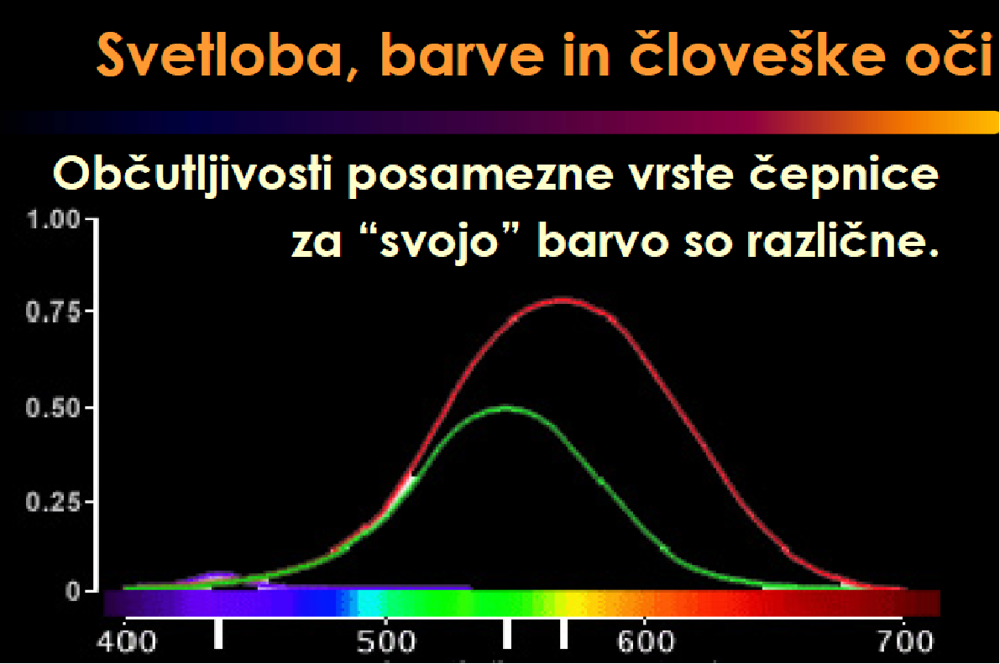 Svetloba, barve in človeške oči
Občutljivosti posamezne vrste čepnice
za “svojo” barvo so različne.
1.00
0.75
0.50
0.25
0
400 500 600 700